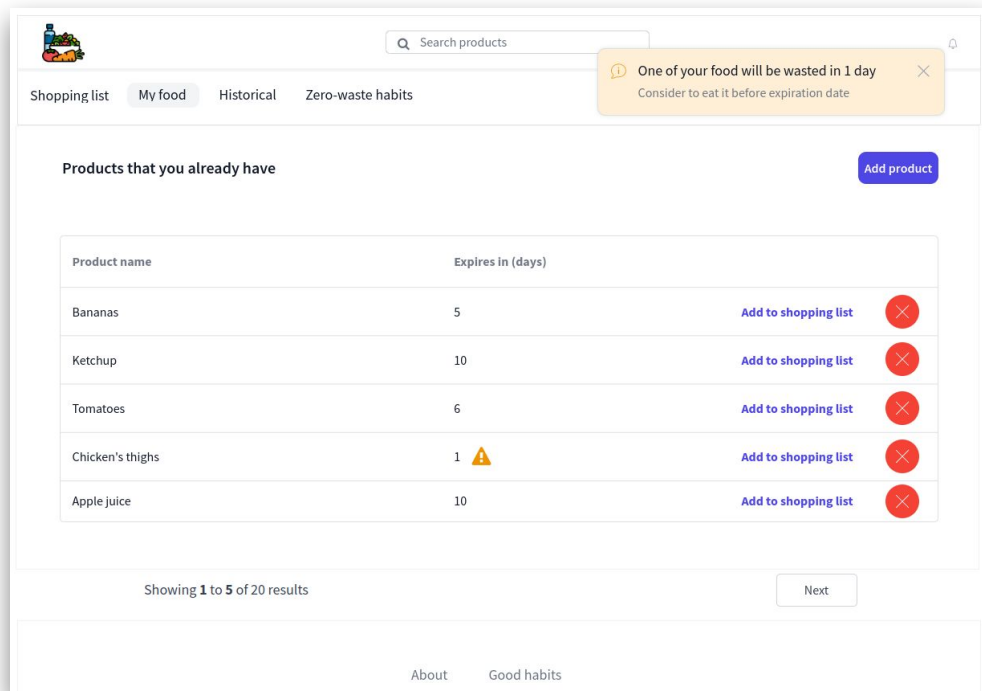 Search products
One of your food will be wasted in 1 day
Consider to eat it before expiration date
Shopping list My food Historical Zero-waste habits
Products that you already have
Add product
Product name Expires in (days)
Bananas 5 Add to shopping list
Ketchup 10 Add to shopping list
Tomatoes 6 Add to shopping list
Chicken's thighs 1 Add to shopping list
Apple juice 10 Add to shopping list
Showing 1 to 5 of 20 results Next
About Good habits